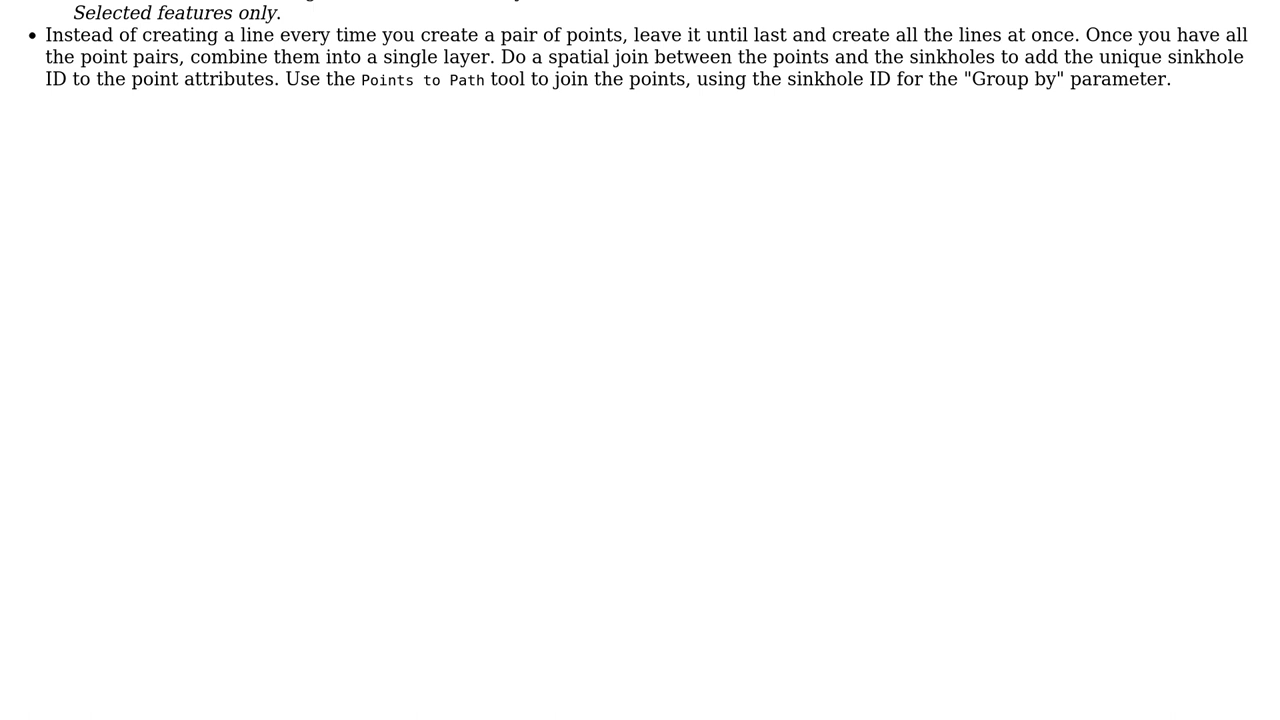 Selected features only.
• Instead of creating a line every time you create a pair of points, leave it until last and create all the lines at once. Once you have all
the point pairs, combine them into a single layer. Do a spatial join between the points and the sinkholes to add the unique sinkhole
ID to the point attributes. Use the Points to Path tool to join the points, using the sinkhole ID for the "Group by" parameter.